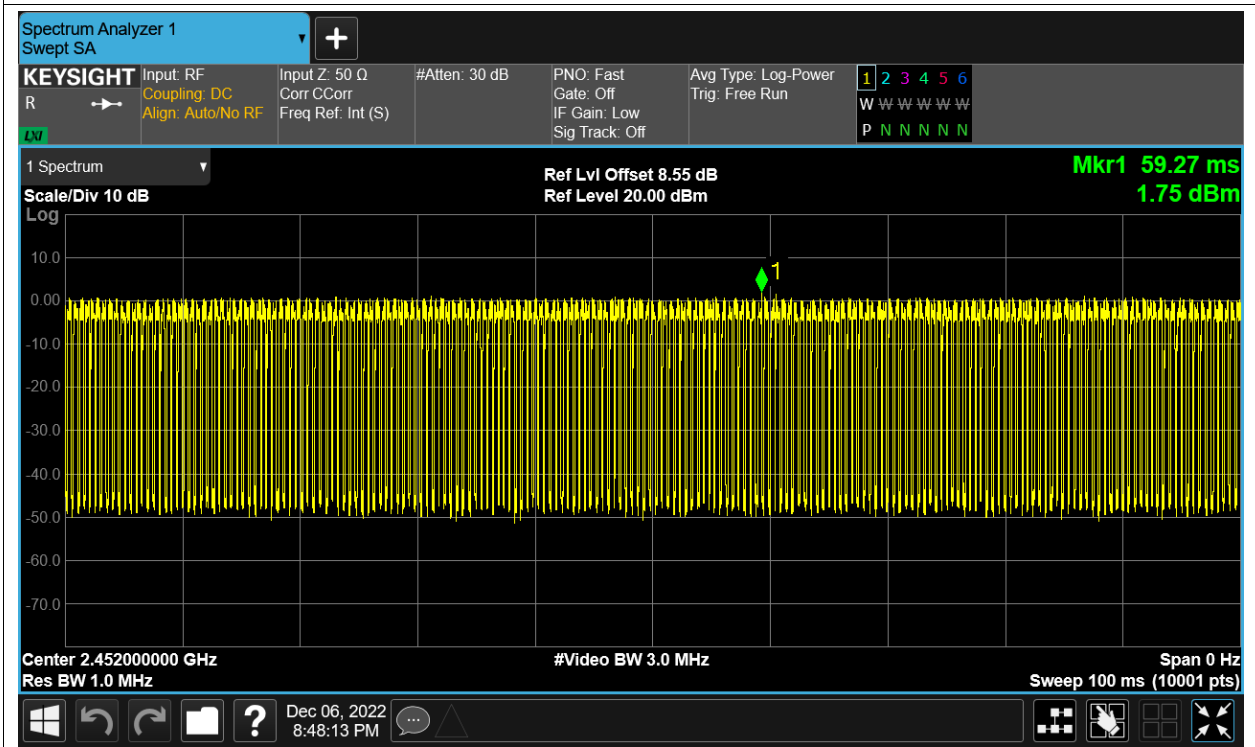 Spectrum Analyzer 1
Swept SA
+
KEYSIGHT
R
LXI
Input: RF
Coupling: DC
Align: Auto/No RF
Input Z: 50 Ω
Corr CCorr
Freq Ref: Int (S)
#Atten: 30 dB
PNO: Fast
Gate: Off
IF Gain: Low
Sig Track: Off
Avg Type: Log-Power
Trig: Free Run
1 2 3 4 5 6
W W W W W W
P N N N N N
1 Spectrum
Scale/Div 10 dB
Log
Ref Lvl Offset 8.55 dB
Ref Level 20.00 dBm
Mkr1 59.27 ms
1.75 dBm
1
10.0
0.00
-10.0
-20.0
-30.0
-40.0
-50.0
-60.0
-70.0
Center 2.452000000 GHz
Res BW 1.0 MHz
#Video BW 3.0 MHz
Span 0 Hz
Sweep 100 ms (10001 pts)
?
Dec 06, 2022
8:48:13 PM